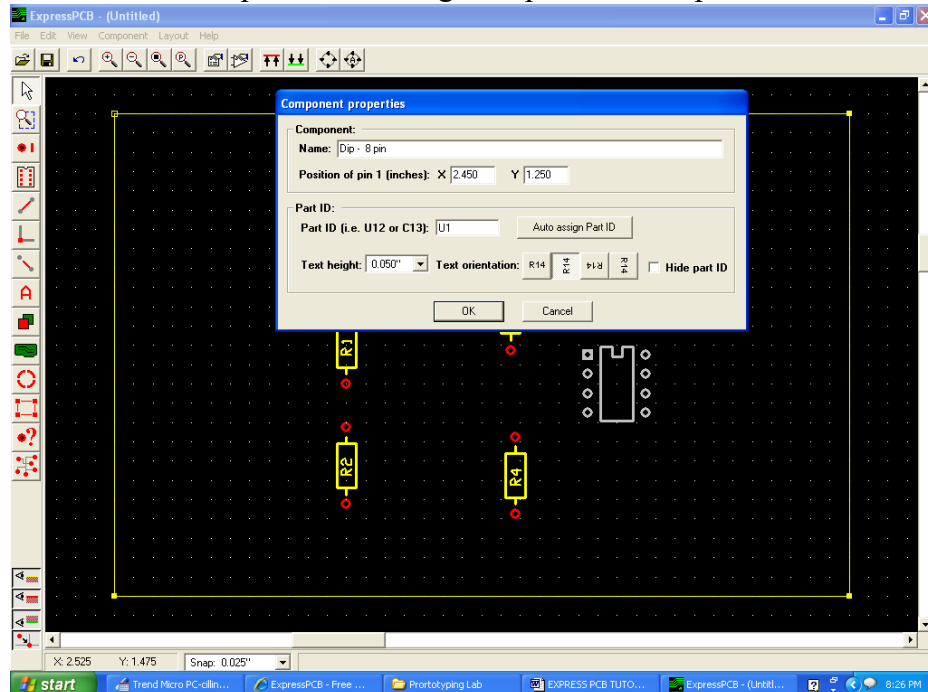 ExpressPCB - (Untitled)
File Edit View Component Layout Help
Component properties
Component:
Name: Dip - 8 pin
Position of pin 1 (inches): X 2.450 Y 1.250
Part ID:
Part ID (i.e. U12 or C13): U1 Auto assign Part ID
Text height: 0.050" Text orientation: R14 R14 R14 R14 Hide part ID
OK Cancel
A
R1
R2
R4
X: 2.525 Y: 1.475 Snap: 0.025"
start Trend Micro PC-cillin... ExpressPCB - Free ... Prortotyping Lab EXPRESS PCB TUTO... ExpressPCB - (Untitl... 8:26 PM